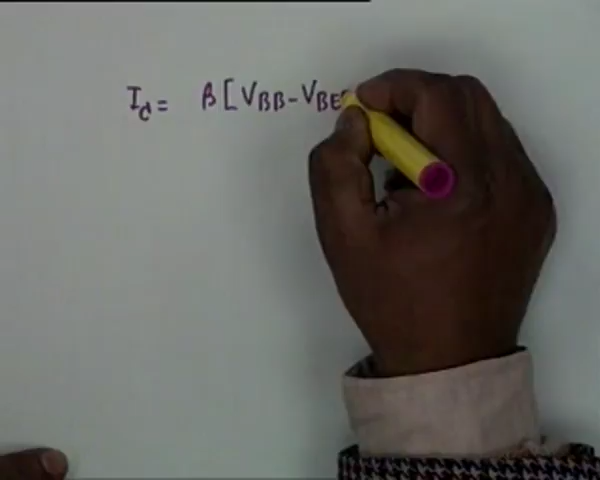 I_C = β[V_BB - V_BE